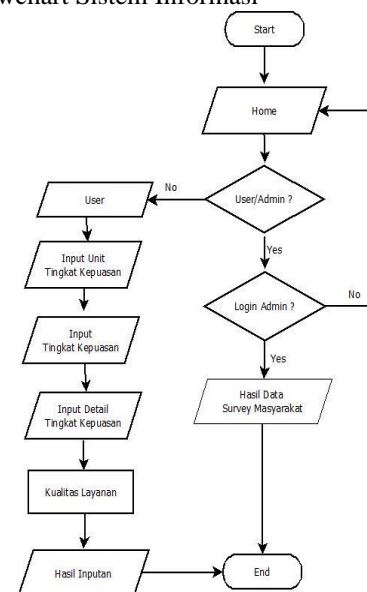 Sistem Informasi
Start
Home
User/Admin ?
No
User
Input Unit
Tingkat Kepuasan
Input
Tingkat Kepuasan
Input Detail
Tingkat Kepuasan
Kualitas Layanan
Hasil Inputan
Yes
Login Admin ?
No
Yes
Hasil Data
Survey Masyarakat
End